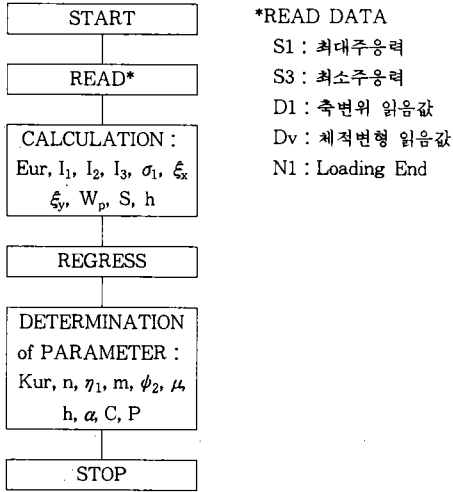 START
READ*
CALCULATION :
Eur, I₁, I₂, I₃, σ₁, ξₓ
ξᵧ, Wₚ, S, h
REGRESS
DETERMINATION
of PARAMETER :
Kur, n, η₁, m, ψ₂, μ,
h, α, C, P
STOP
*READ DATA
S1 : 최대주응력
S3 : 최소주응력
D1 : 축변위 읽음값
Dv : 체적변형 읽음값
N1 : Loading End